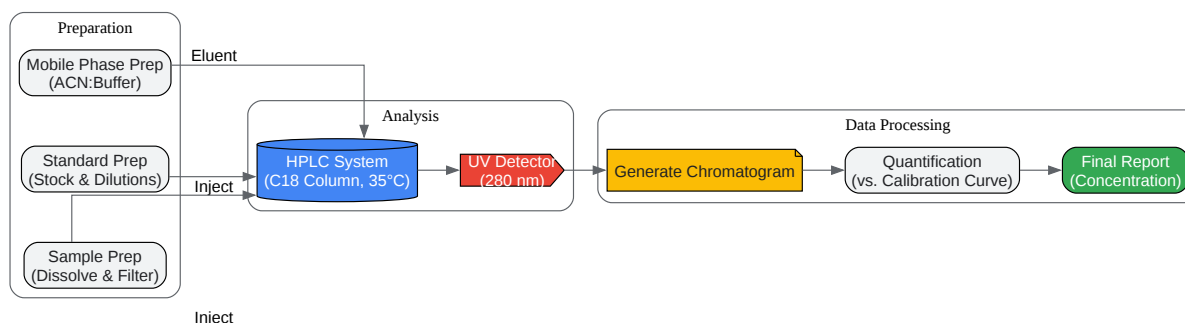 Preparation
Mobile Phase Prep
(ACN:Buffer)
Eluent
Standard Prep
(Stock & Dilutions)
Inject
Sample Prep
(Dissolve & Filter)
Inject
Analysis
HPLC System
(C18 Column, 35°C)
UV Detector
(280 nm)
Data Processing
Generate Chromatogram
Quantification
(vs. Calibration Curve)
Final Report
(Concentration)